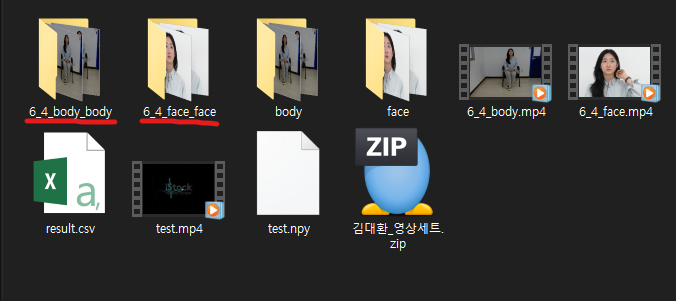 6_4_body_body
6_4_face_face
body
face
6_4_body.mp4
6_4_face.mp4
X
a,
iStock
ZIP
result.csv
test.mp4
test.npy
김대환_영상세트.
zip